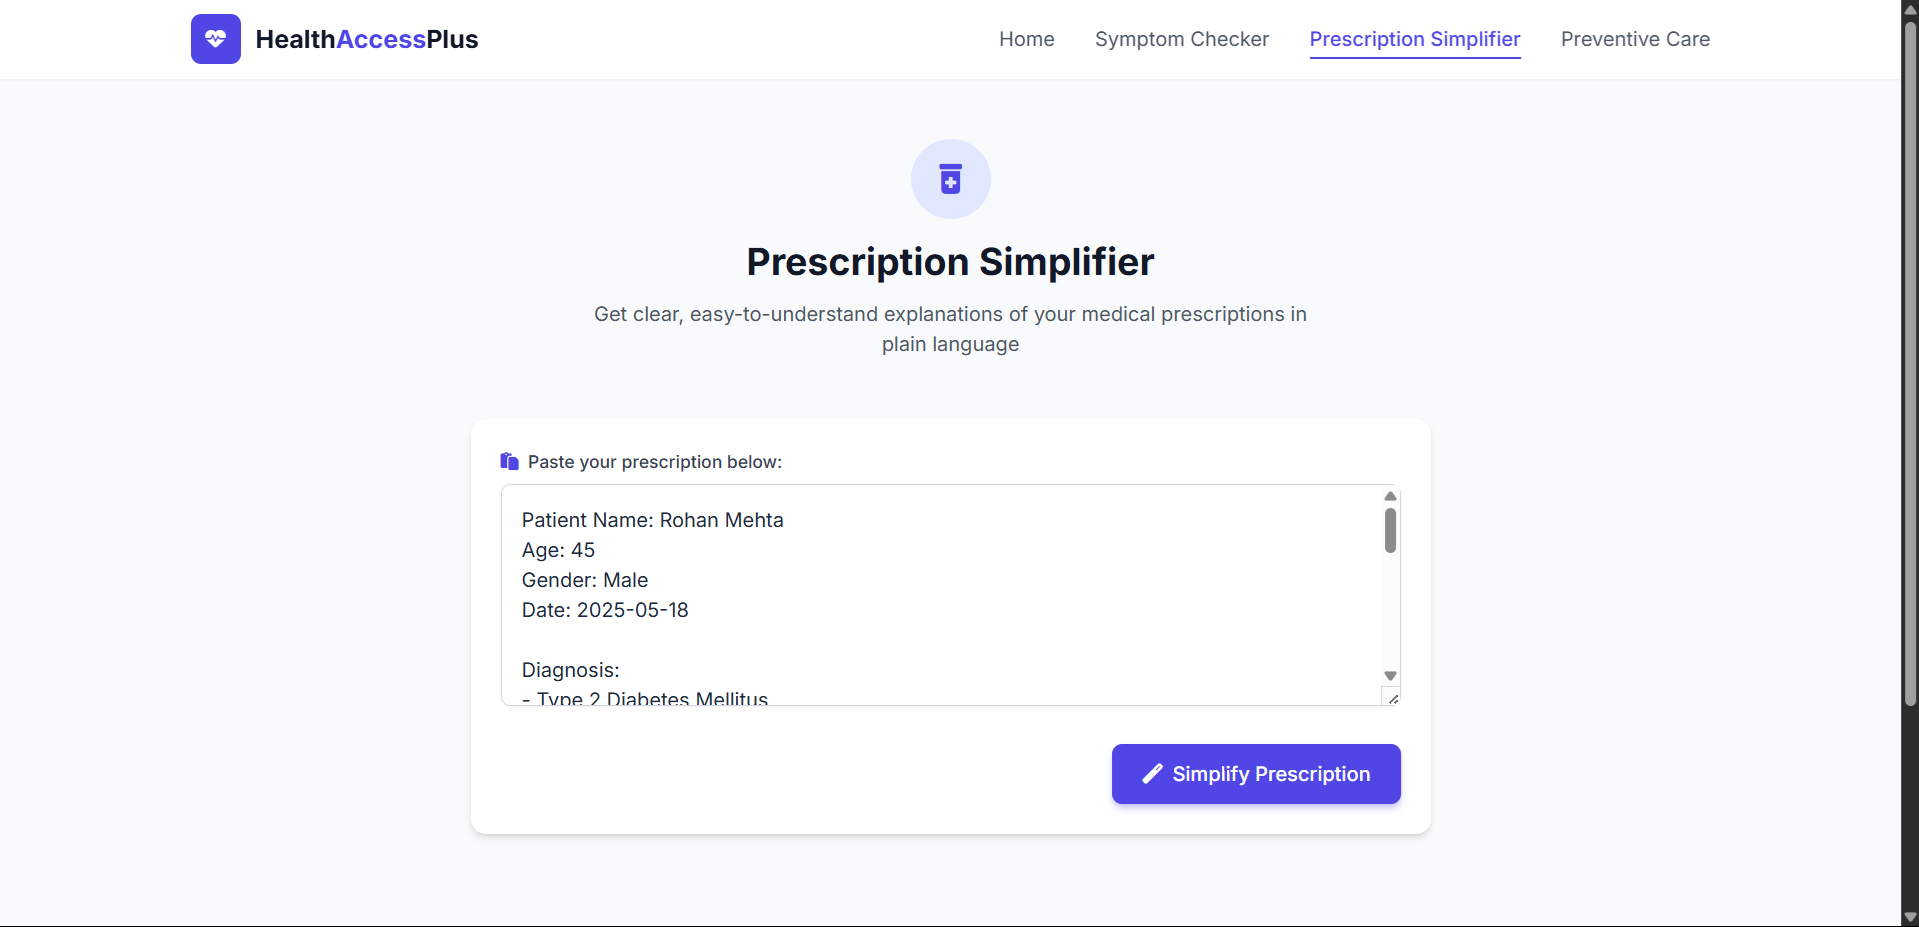 HealthAccessPlus
Home
Symptom Checker
Prescription Simplifier
Preventive Care
Prescription Simplifier
Get clear, easy-to-understand explanations of your medical prescriptions in
plain language
Paste your prescription below:
Patient Name: Rohan Mehta
Age: 45
Gender: Male
Date: 2025-05-18
Diagnosis:
- Type 2 Diabetes Mellitus
Simplify Prescription